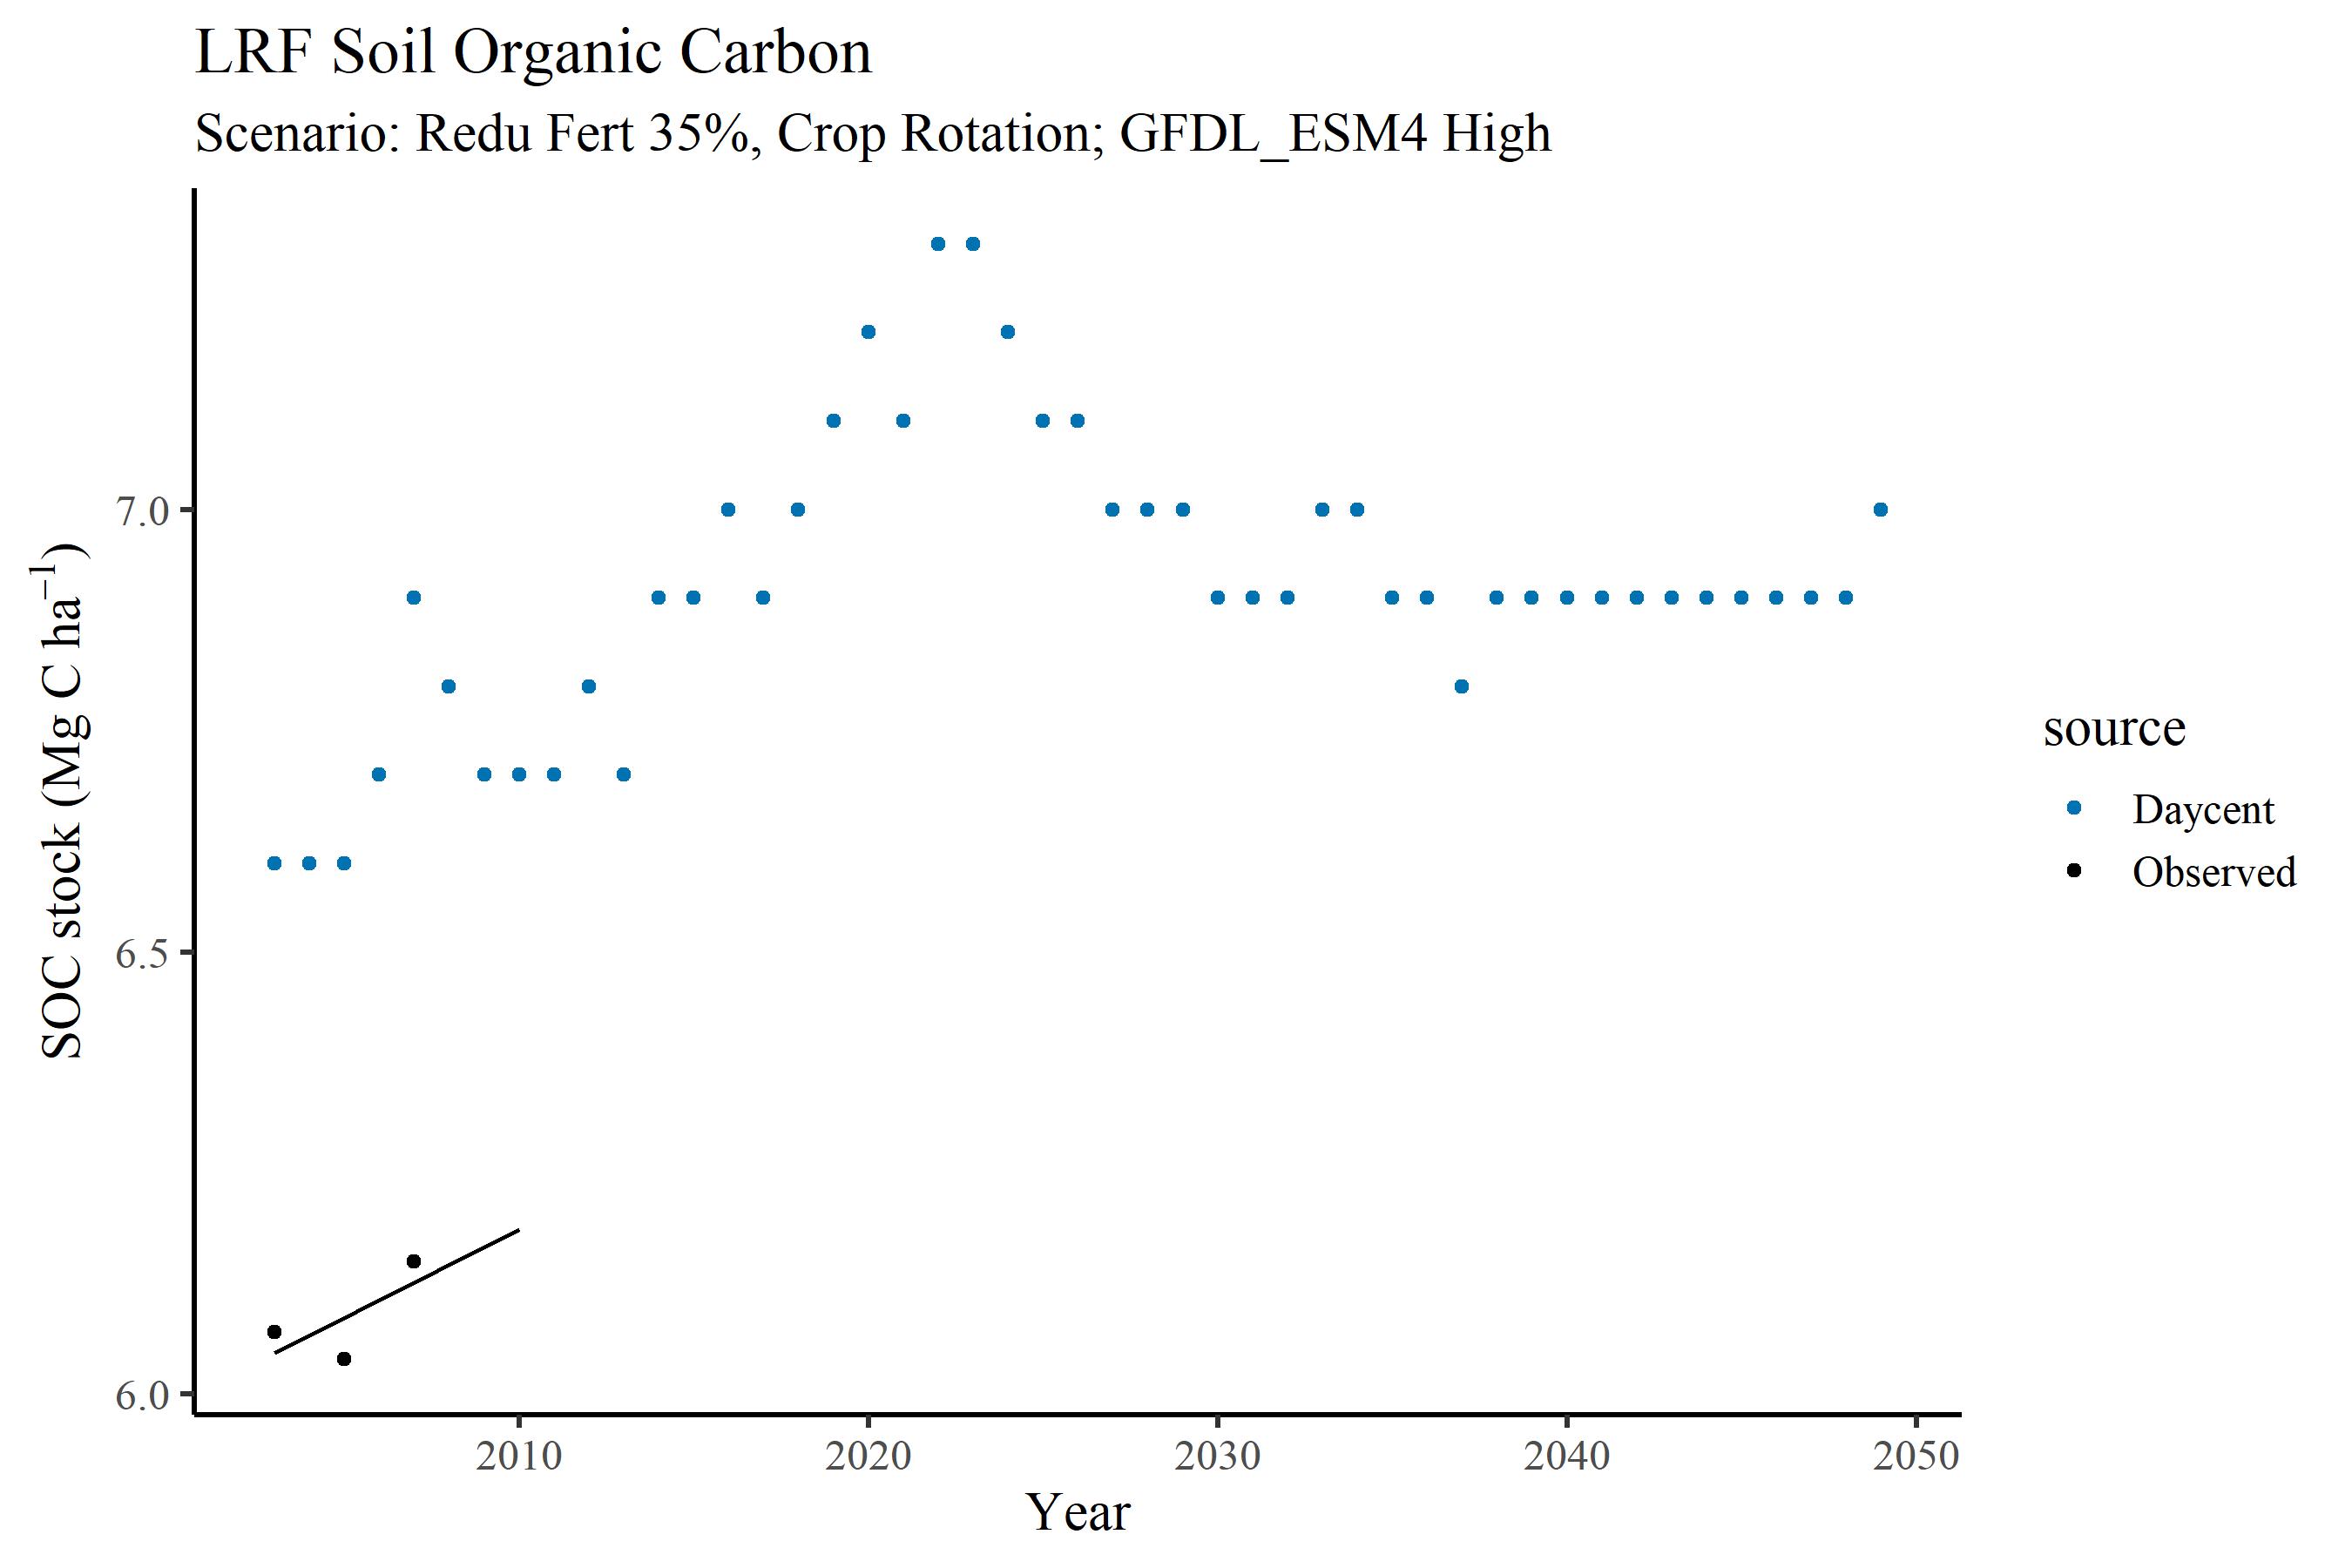 LRF Soil Organic Carbon
Scenario: Redu Fert 35%, Crop Rotation; GFDL_ESM4 High
SOC stock (Mg C ha⁻¹)
7.0
6.5
6.0
2010 2020 2030 2040 2050
Year
source
Daycent
Observed